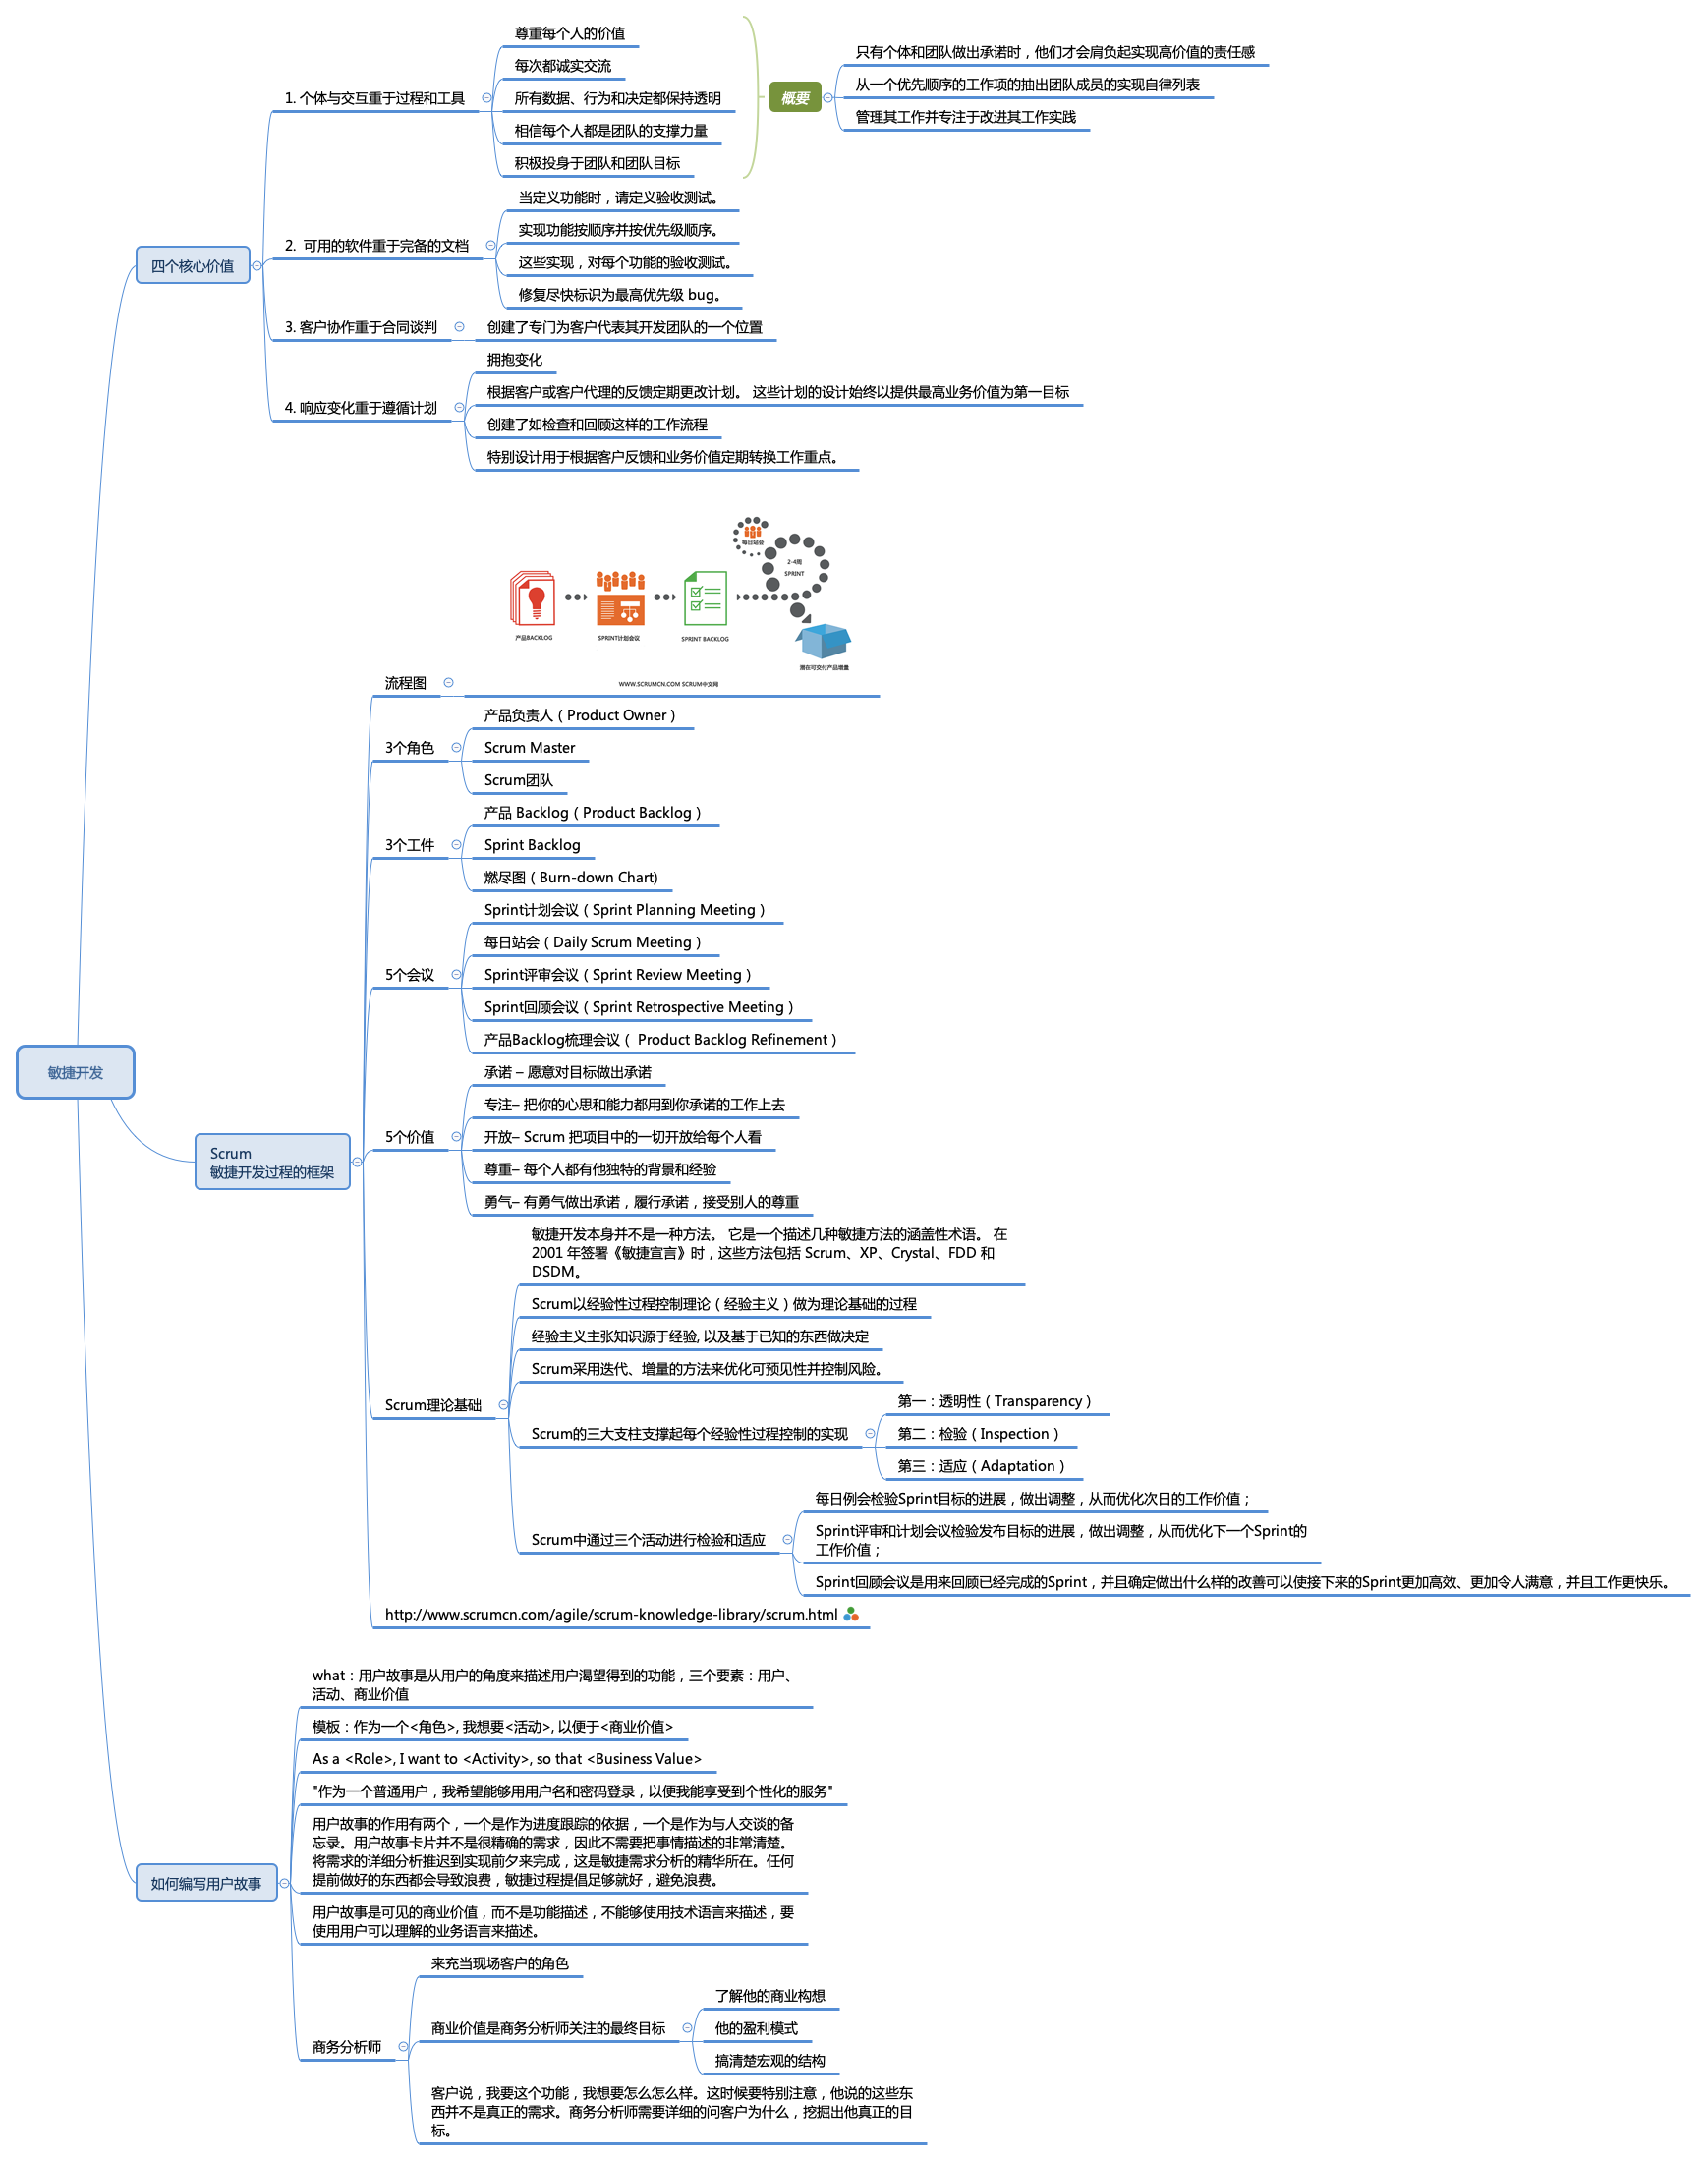 敏捷开发
四个核心价值
1. 个体与交互重于过程和工具
尊重每个人的价值
每次都诚实交流
所有数据、行为和决定都保持透明
相信每个人都是团队的支撑力量
积极投身于团队和团队目标
概要
只有个体和团队做出承诺时，他们才会肩负起实现高价值的责任感
从一个优先顺序的工作项的抽出团队成员的实现自律列表
管理其工作并专注于改进其工作实践
2. 可用的软件重于完备的文档
当定义功能时，请定义验收测试。
实现功能按顺序并按优先级顺序。
这些实现，对每个功能的验收测试。
修复尽快标识为最高优先级 bug。
3. 客户协作重于合同谈判
创建了专门为客户代表其开发团队的一个位置
4. 响应变化重于遵循计划
拥抱变化
根据客户或客户代理的反馈定期更改计划。 这些计划的设计始终以提供最高业务价值为第一目标
创建了如检查和回顾这样的工作流程
特别设计用于根据客户反馈和业务价值定期转换工作重点。
Scrum
敏捷开发过程的框架
流程图
每日站会
2-4周
SPRINT
产品BACKLOG
SPRINT计划会议
SPRINT BACKLOG
潜在可交付产品增量
WWW.SCRUMCN.COM SCRUM中文网
3个角色
产品负责人（Product Owner）
Scrum Master
Scrum团队
3个工件
产品 Backlog（Product Backlog）
Sprint Backlog
燃尽图（Burn-down Chart)
5个会议
Sprint计划会议（Sprint Planning Meeting）
每日站会（Daily Scrum Meeting）
Sprint评审会议（Sprint Review Meeting）
Sprint回顾会议（Sprint Retrospective Meeting）
产品Backlog梳理会议（ Product Backlog Refinement）
5个价值
承诺 – 愿意对目标做出承诺
专注– 把你的心思和能力都用到你承诺的工作上去
开放– Scrum 把项目中的一切开放给每个人看
尊重– 每个人都有他独特的背景和经验
勇气– 有勇气做出承诺，履行承诺，接受别人的尊重
Scrum理论基础
敏捷开发本身并不是一种方法。 它是一个描述几种敏捷方法的涵盖性术语。 在
2001 年签署《敏捷宣言》时，这些方法包括 Scrum、XP、Crystal、FDD 和
DSDM。
Scrum以经验性过程控制理论（经验主义）做为理论基础的过程
经验主义主张知识源于经验, 以及基于已知的东西做决定
Scrum采用迭代、增量的方法来优化可预见性并控制风险。
Scrum的三大支柱支撑起每个经验性过程控制的实现
第一：透明性（Transparency）
第二：检验（Inspection）
第三：适应（Adaptation）
Scrum中通过三个活动进行检验和适应
每日例会检验Sprint目标的进展，做出调整，从而优化次日的工作价值；
Sprint评审和计划会议检验发布目标的进展，做出调整，从而优化下一个Sprint的
工作价值；
Sprint回顾会议是用来回顾已经完成的Sprint，并且确定做出什么样的改善可以使接下来的Sprint更加高效、更加令人满意，并且工作更快乐。
http://www.scrumcn.com/agile/scrum-knowledge-library/scrum.html
如何编写用户故事
what：用户故事是从用户的角度来描述用户渴望得到的功能，三个要素：用户、
活动、商业价值
模板：作为一个<角色>, 我想要<活动>, 以便于<商业价值>
As a <Role>, I want to <Activity>, so that <Business Value>
"作为一个普通用户，我希望能够用用户名和密码登录，以便我能享受到个性化的服务"
用户故事的作用有两个，一个是作为进度跟踪的依据，一个是作为与人交谈的备
忘录。用户故事卡片并不是很精确的需求，因此不需要把事情描述的非常清楚。
将需求的详细分析推迟到实现前夕来完成，这是敏捷需求分析的精华所在。任何
提前做好的东西都会导致浪费，敏捷过程提倡足够就好，避免浪费。
用户故事是可见的商业价值，而不是功能描述，不能够使用技术语言来描述，要
使用用户可以理解的业务语言来描述。
商务分析师
来充当现场客户的角色
商业价值是商务分析师关注的最终目标
了解他的商业构想
他的盈利模式
搞清楚宏观的结构
客户说，我要这个功能，我想要怎么怎么样。这时候要特别注意，他说的这些东
西并不是真正的需求。商务分析师需要详细的问客户为什么，挖掘出他真正的目
标。